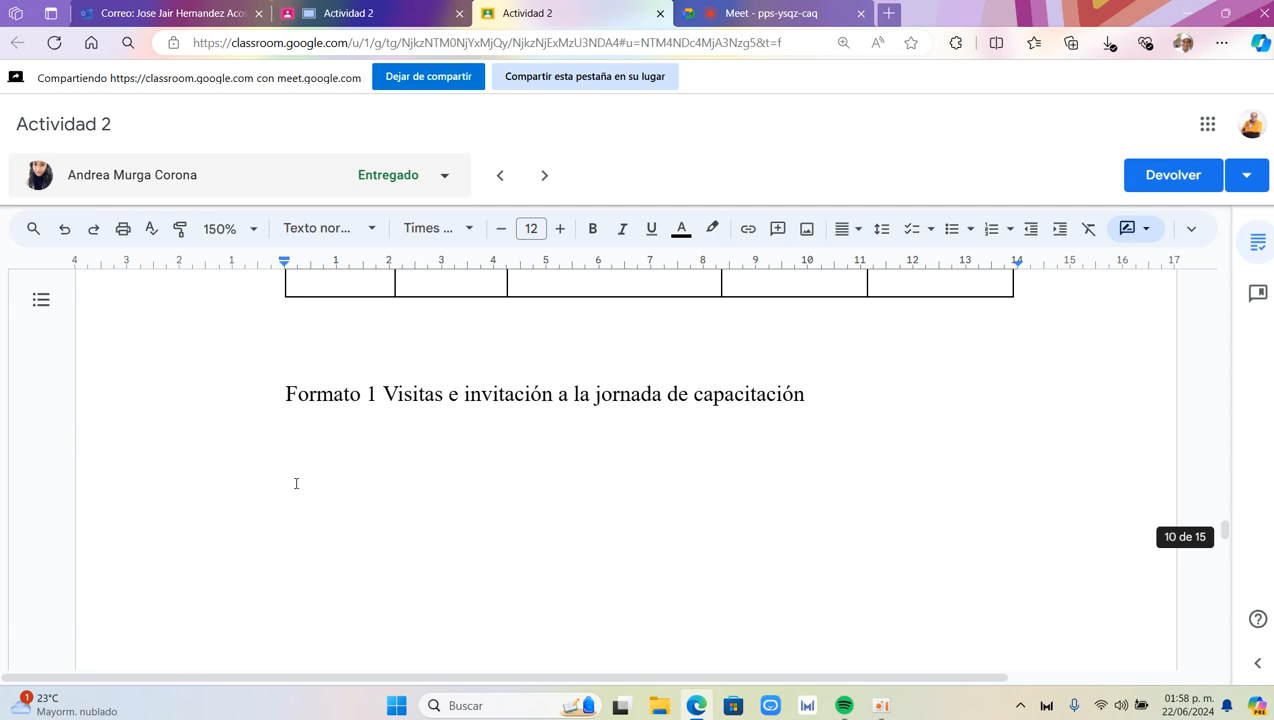 Correo: Jose Jair Hernandez Acos
Actividad 2
Actividad 2
Meet - pps-ysqz-caq
https://classroom.google.com/u/1/g/tg/NjkzNTM0NjYxMjQy/NjkzNjExMzU3NDA4#u=NTM4NDc4MjA3Nzg5&t=f
Compartiendo https://classroom.google.com con meet.google.com
Dejar de compartir
Compartir esta pestaña en su lugar
Actividad 2
Andrea Murga Corona
Entregado
Devolver
150%
Texto nor...
Times ...
12
B I U A
4 3 2 1 1 2 3 4 5 6 7 8 9 10 11 12 13 14 15 16 17
Formato 1 Visitas e invitación a la jornada de capacitación
10 de 15
1
23°C
Mayorm. nublado
Buscar
01:58 p. m.
22/06/2024
PRE